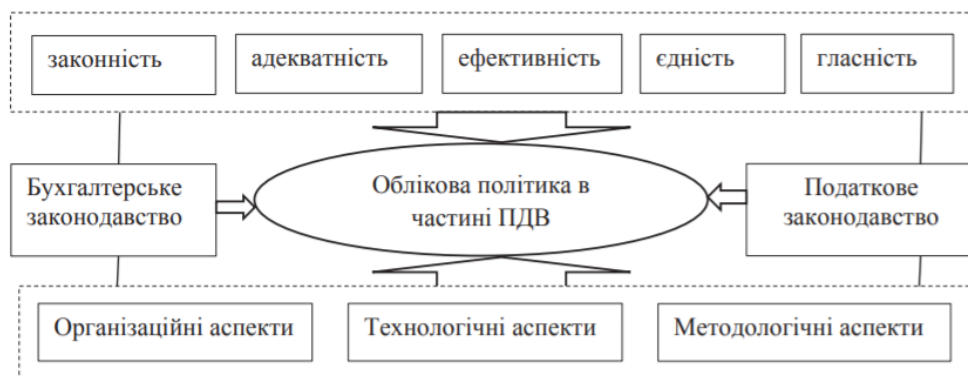 законність
адекватність
ефективність
єдність
гласність
Бухгалтерське
законодавство
Облікова політика в
частині ПДВ
Податкове
законодавство
Організаційні аспекти
Технологічні аспекти
Методологічні аспекти